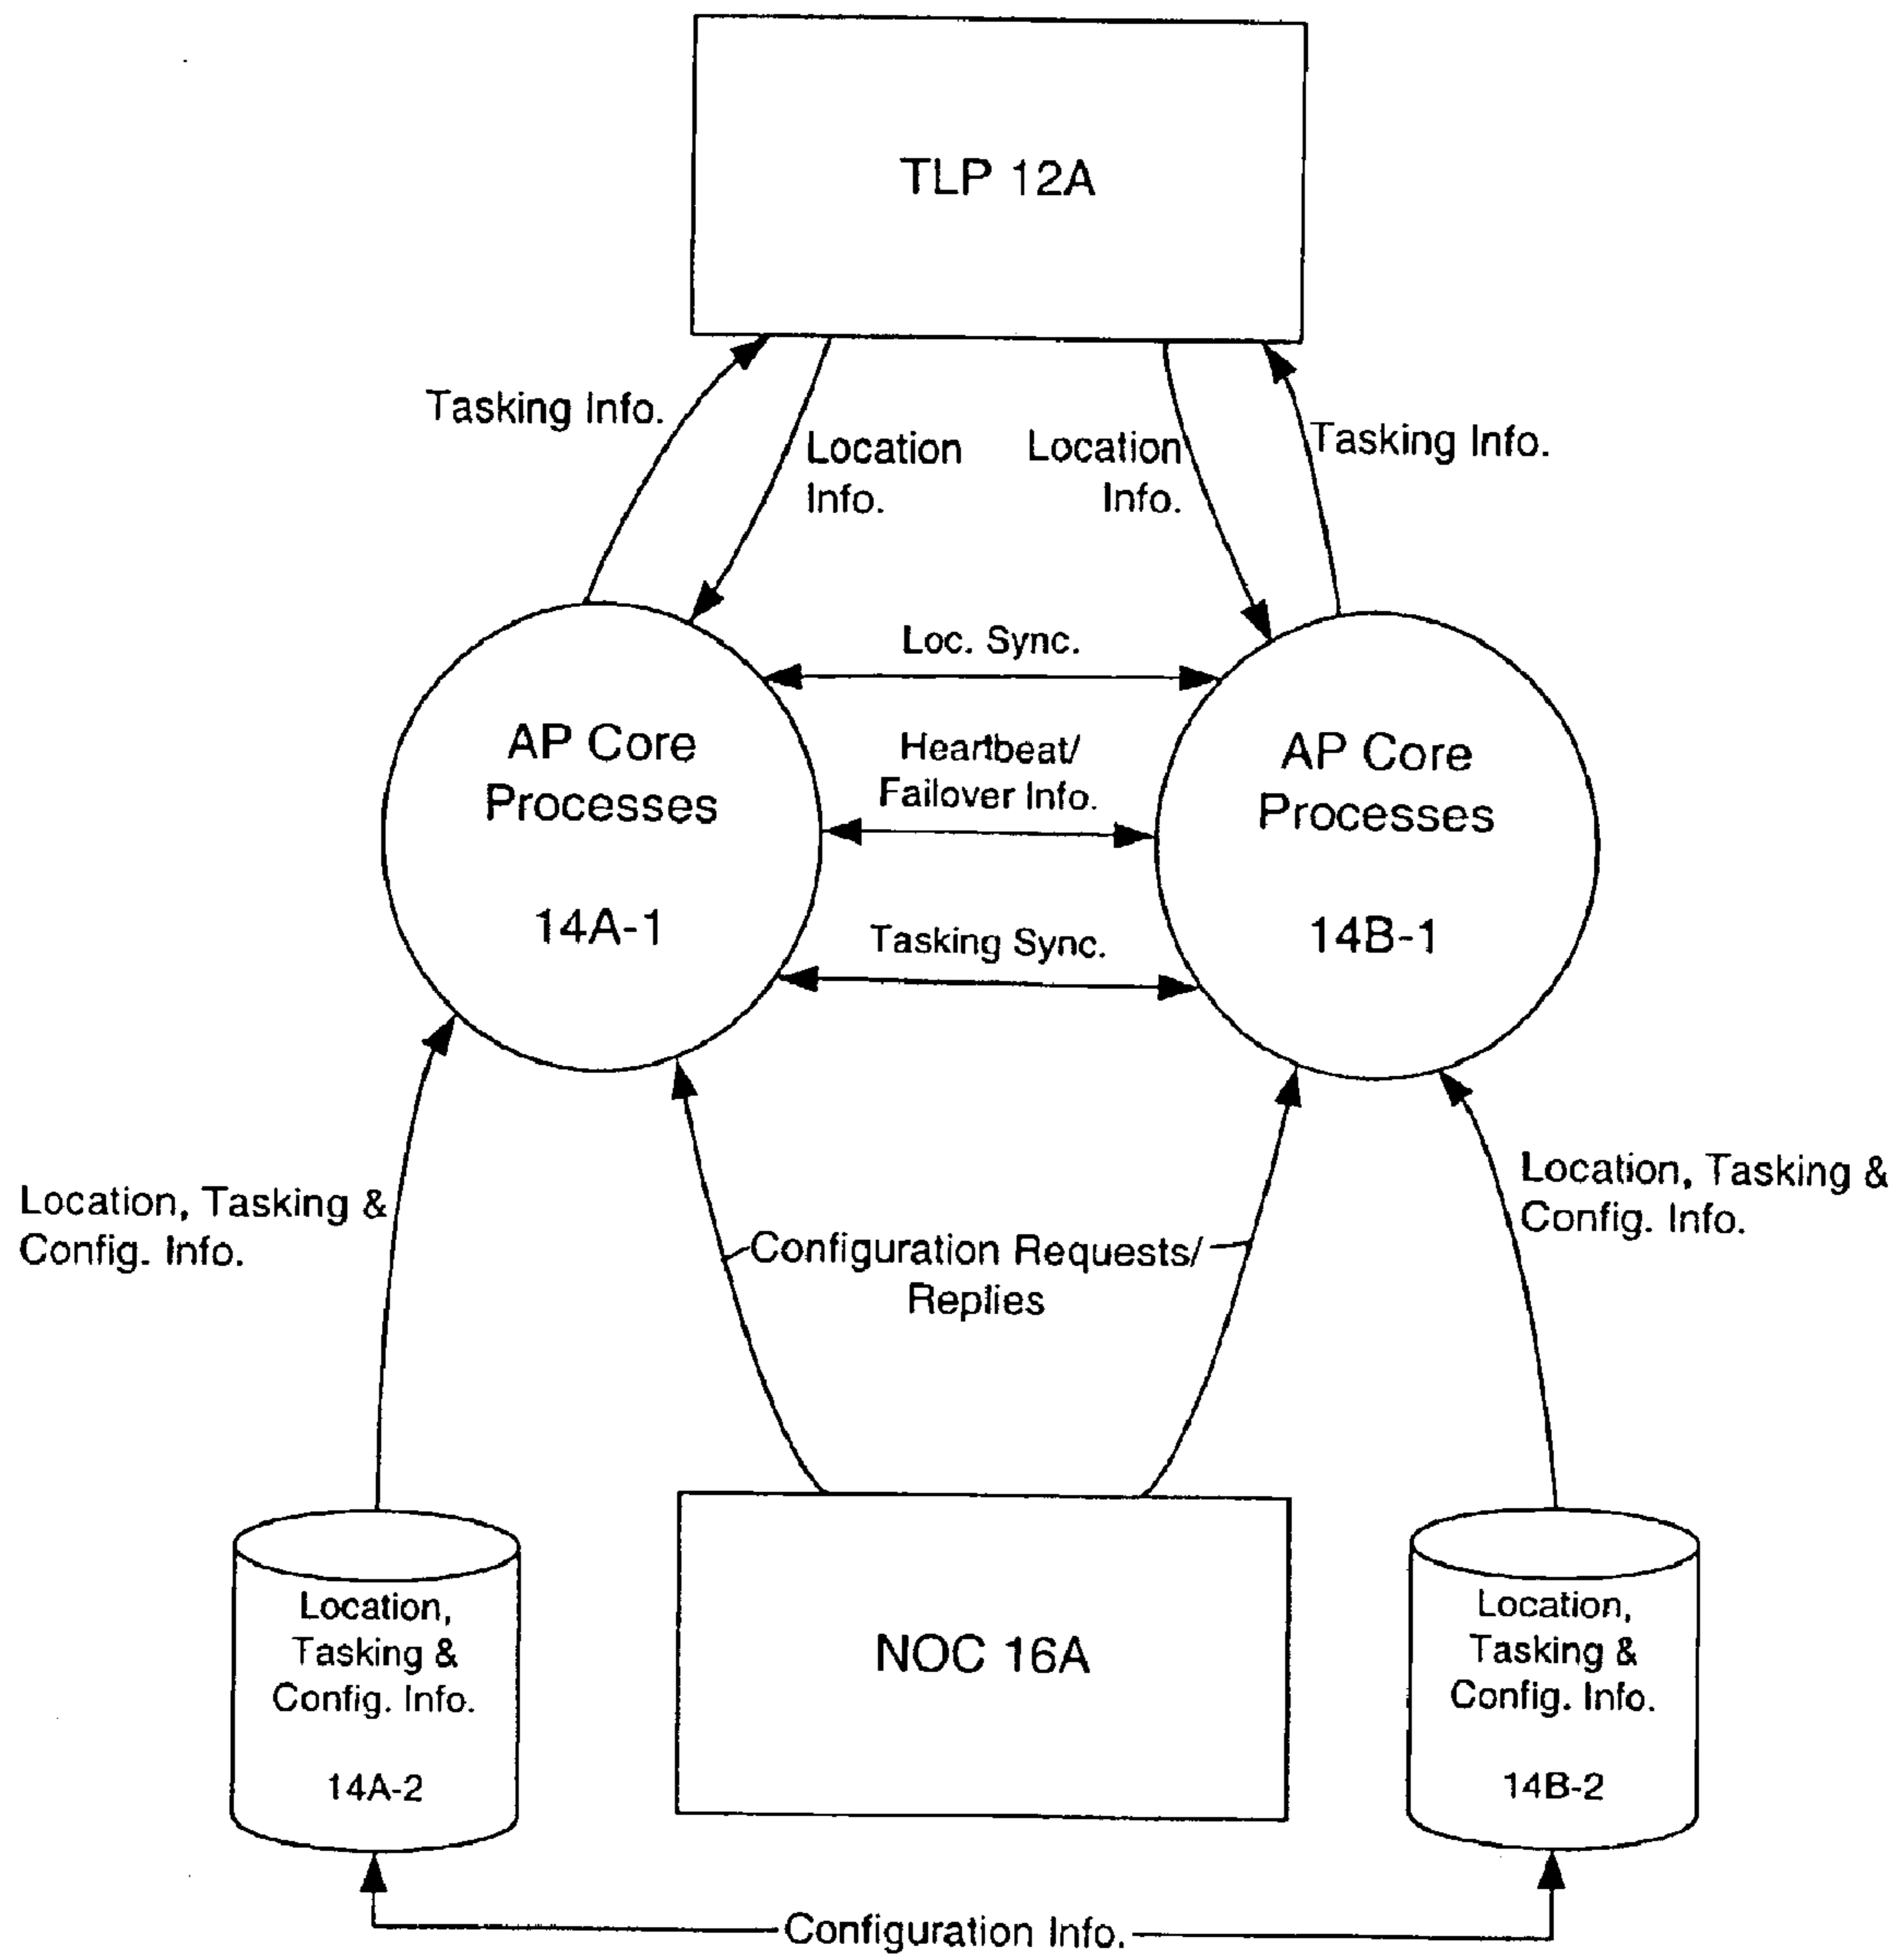 TLP 12A
Tasking Info.
Location
Info.
Location
Info.
Tasking Info.
Loc. Sync.
AP Core
Processes
14A-1
Heartbeat/
Failover Info.
AP Core
Processes
14B-1
Tasking Sync.
Location, Tasking &
Config. Info.
Configuration Requests/
Replies
Location, Tasking &
Config. Info.
Location,
Tasking &
Config. Info.
14A-2
NOC 16A
Location,
Tasking &
Config. Info.
14B-2
Configuration Info.